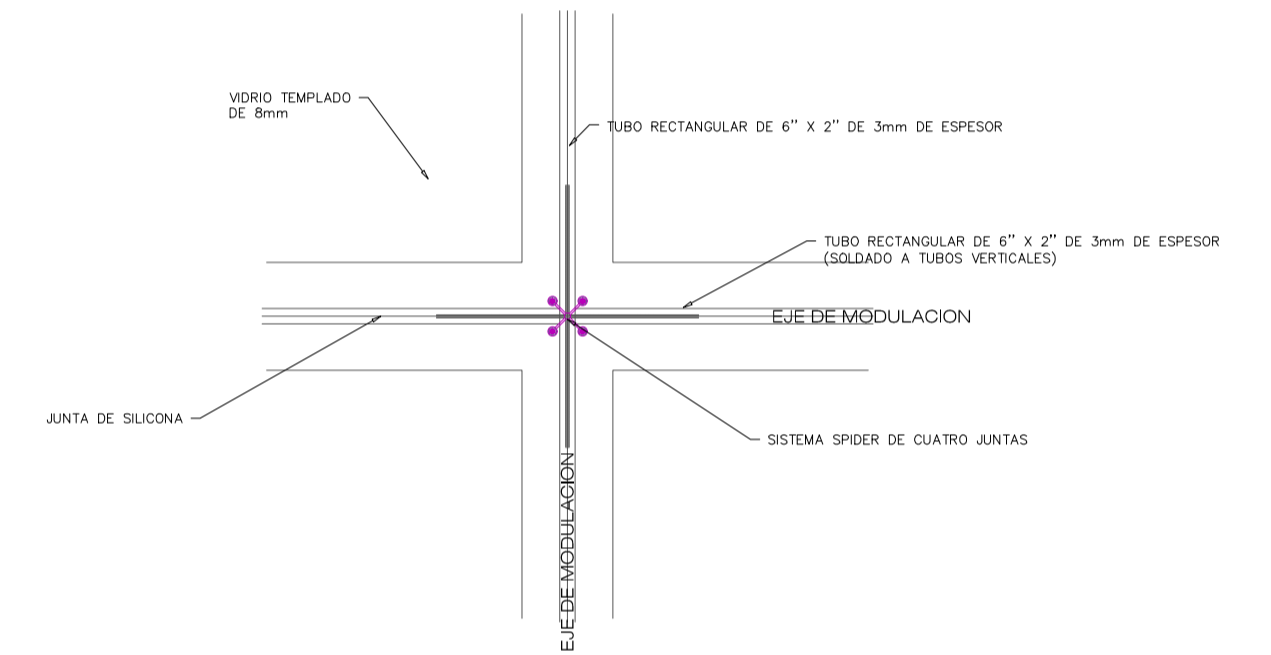 VIDRIO TEMPLADO
DE 8mm
TUBO RECTANGULAR DE 6" X 2" DE 3mm DE ESPESOR
TUBO RECTANGULAR DE 6" X 2" DE 3mm DE ESPESOR
(SOLDADO A TUBOS VERTICALES)
EJE DE MODULACION
JUNTA DE SILICONA
SISTEMA SPIDER DE CUATRO JUNTAS
EJE DE MODULACION